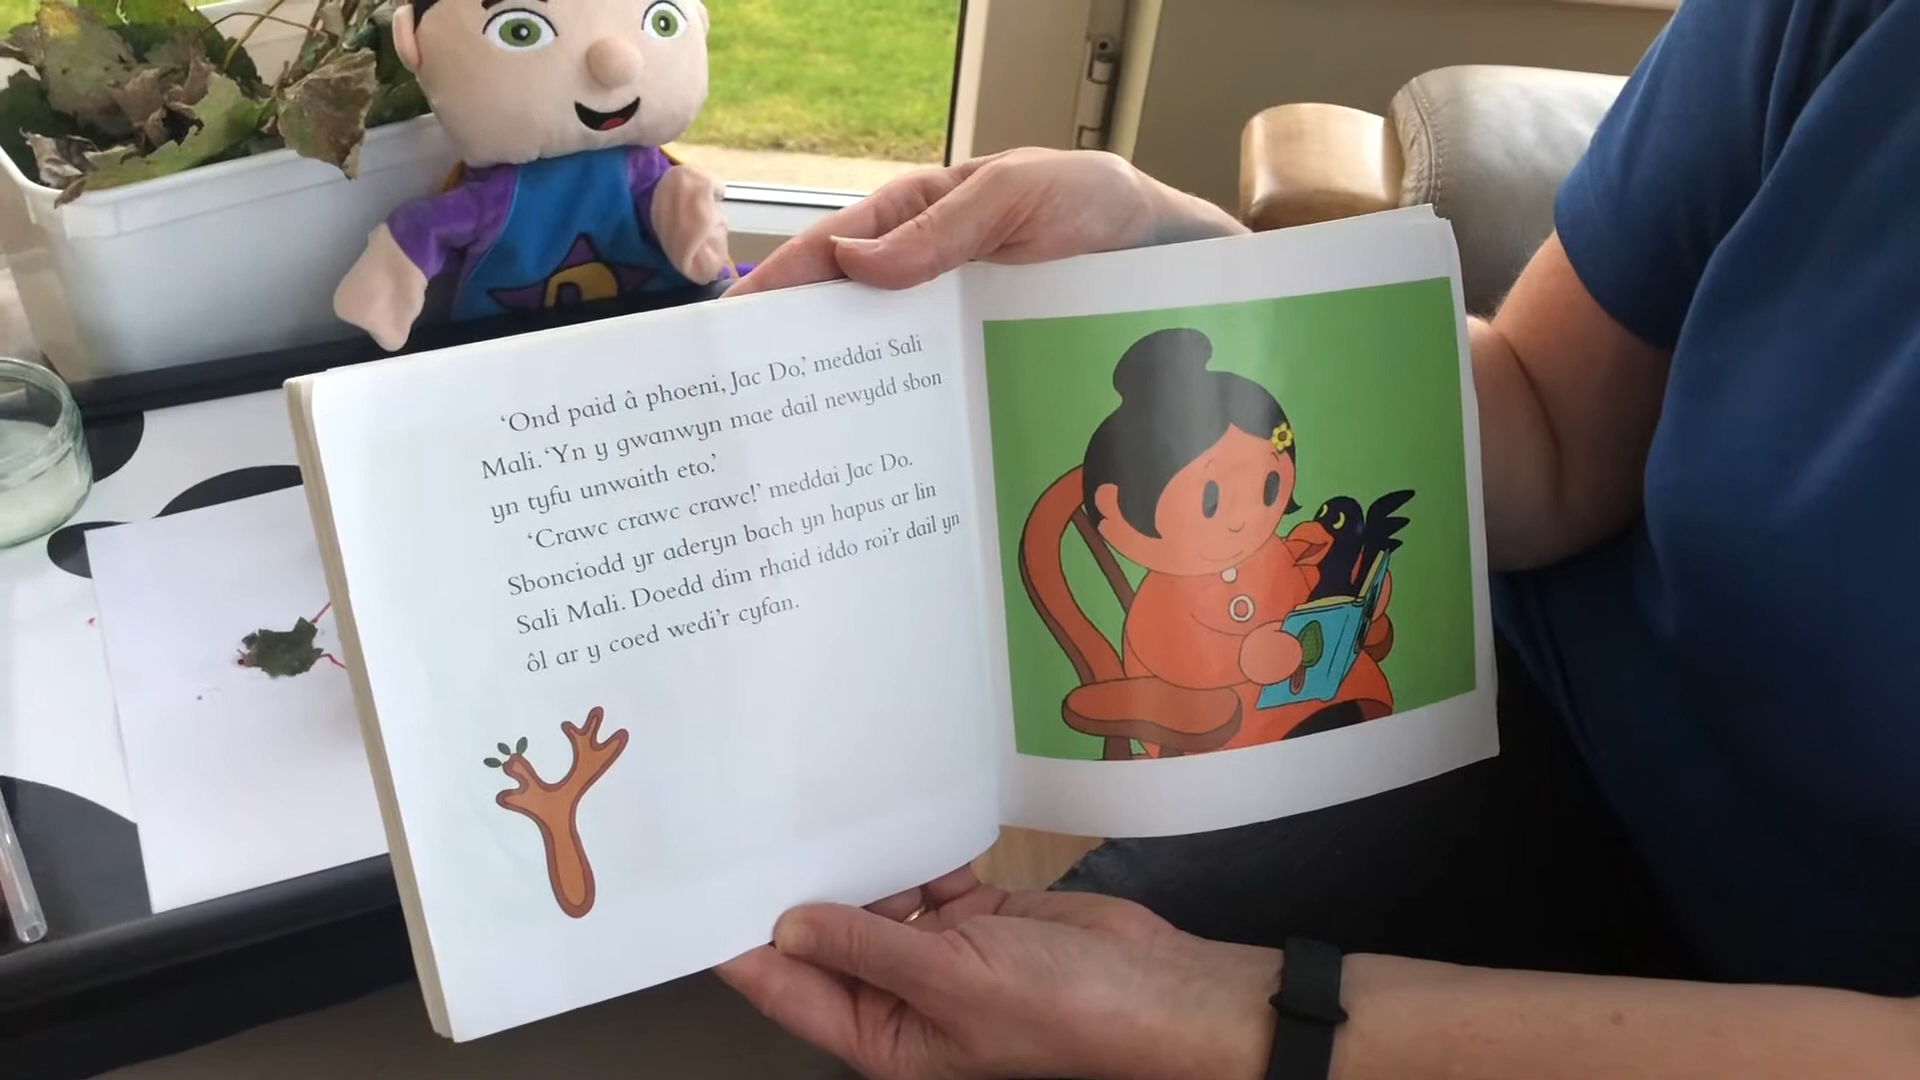 ‘Ond paid â phoeni, Jac Do,’ meddai Sali
Mali. ‘Yn y gwanwyn mae dail newydd sbon
yn tyfu unwaith eto.’
‘Crawc crawc crawc!’ meddai Jac Do.
Sbonciodd yr aderyn bach yn hapus ar lin
Sali Mali. Doedd dim rhaid iddo roi’r dail yn
ôl ar y coed wedi’r cyfan.